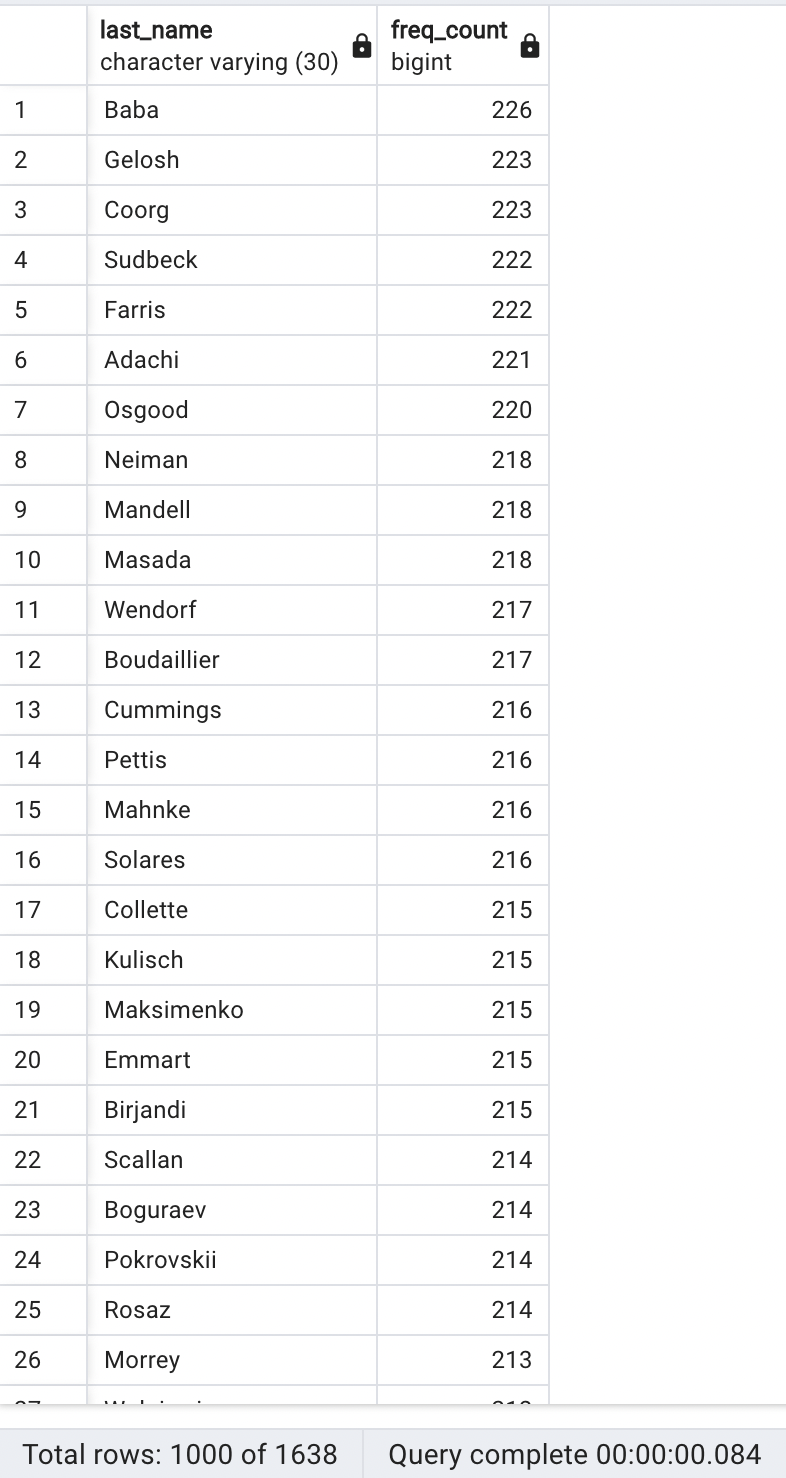 last_name freq_count
character varying (30) bigint
1 Baba 226
2 Gelosh 223
3 Coorg 223
4 Sudbeck 222
5 Farris 222
6 Adachi 221
7 Osgood 220
8 Neiman 218
9 Mandell 218
10 Masada 218
11 Wendorf 217
12 Boudaillier 217
13 Cummings 216
14 Pettis 216
15 Mahnke 216
16 Solares 216
17 Collette 215
18 Kulisch 215
19 Maksimenko 215
20 Emmart 215
21 Birjandi 215
22 Scallan 214
23 Boguraev 214
24 Pokrovskii 214
25 Rosaz 214
26 Morrey 213
Total rows: 1000 of 1638 Query complete 00:00:00.084